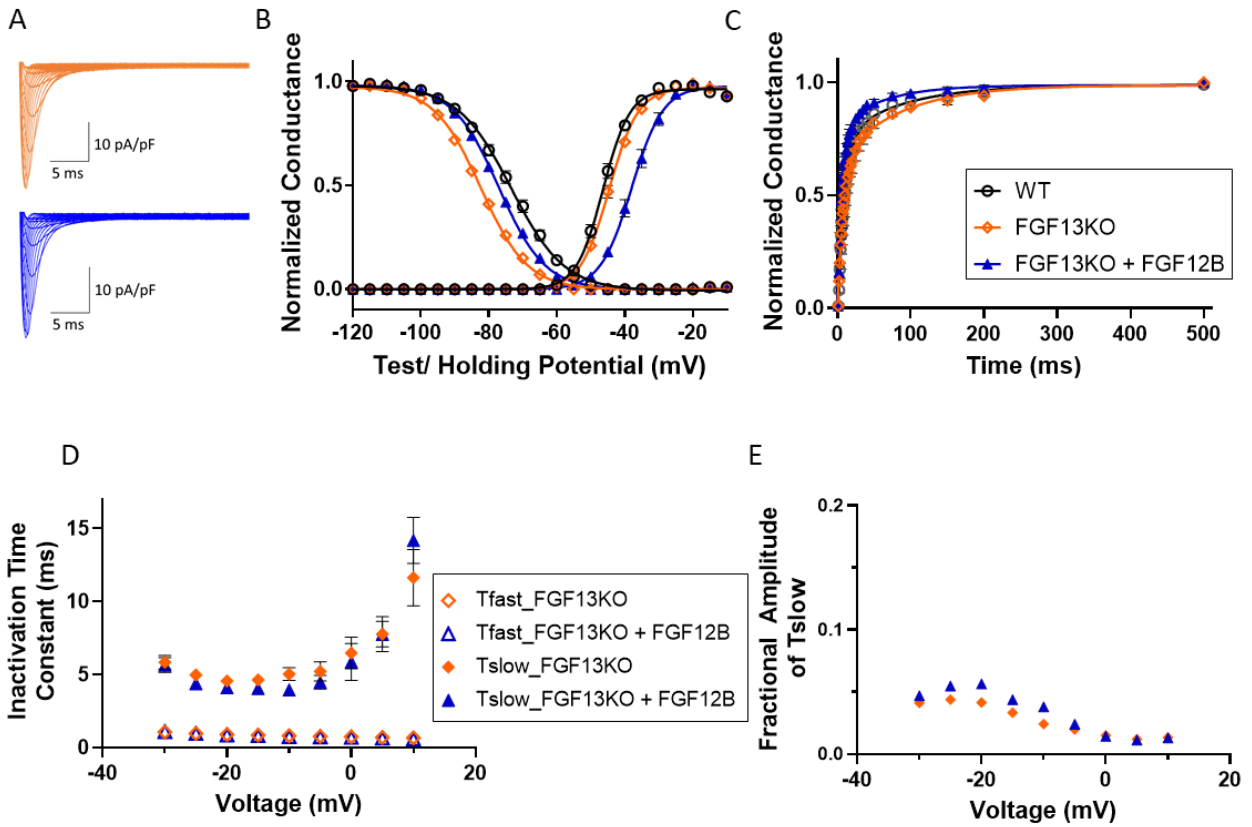 A
10 pA/pF
5 ms
10 pA/pF
5 ms
B
Normalized Conductance
1.0
0.5
0.0
-120 -100 -80 -60 -40 -20
Test/ Holding Potential (mV)
C
Normalized Conductance
1.0
0.5
0.0
WT
FGF13KO
FGF13KO + FGF12B
0 100 200 300 400 500
Time (ms)
D
Inactivation Time
Constant (ms)
15
10
5
0
-40 -20 0 20
Voltage (mV)
Tfast_FGF13KO
Tfast_FGF13KO + FGF12B
Tslow_FGF13KO
Tslow_FGF13KO + FGF12B
E
Fractional Amplitude
of Tslow
0.2
0.1
0.0
-40 -20 0 20
Voltage (mV)